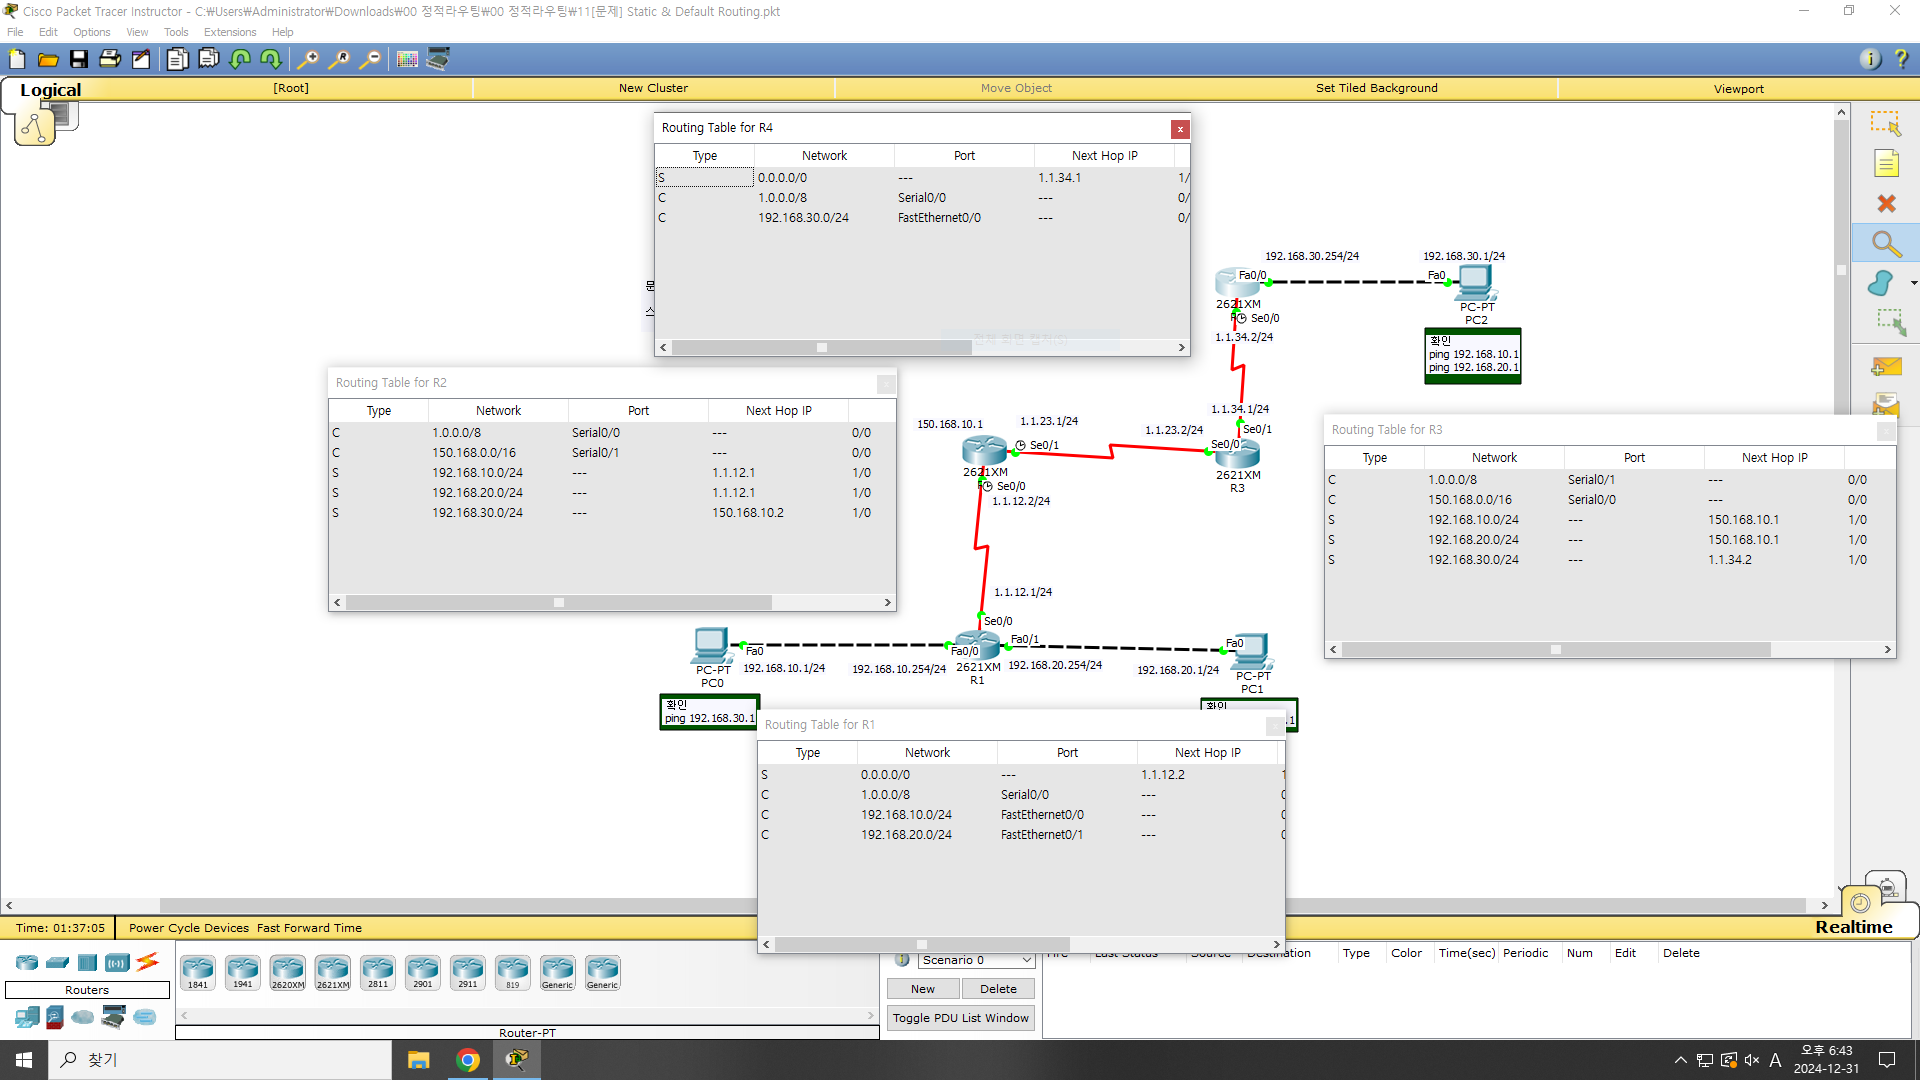 Cisco Packet Tracer Instructor - C:₩Users₩Administrator₩Downloads₩00 정적라우팅₩00 정적라우팅₩11[문제] Static & Default Routing.pkt
File Edit Options View Tools Extensions Help
Logical [Root] New Cluster Move Object Set Tiled Background Viewport
Routing Table for R4
Type Network Port Next Hop IP
S 0.0.0.0/0 --- 1.1.34.1 1/
C 1.0.0.0/8 Serial0/0 --- 0/
C 192.168.30.0/24 FastEthernet0/0 --- 0/
전체 화면 캡처(S)
192.168.30.254/24 192.168.30.1/24
Fa0/0 Fa0
2621XM
Se0/0
1.1.34.2/24
PC-PT
PC2
확인
ping 192.168.10.1
ping 192.168.20.1
Routing Table for R2
Type Network Port Next Hop IP
C 1.0.0.0/8 Serial0/0 --- 0/0
C 150.168.0.0/16 Serial0/1 --- 0/0
S 192.168.10.0/24 --- 1.1.12.1 1/0
S 192.168.20.0/24 --- 1.1.12.1 1/0
S 192.168.30.0/24 --- 150.168.10.2 1/0
150.168.10.1 1.1.23.1/24
Se0/1
2621XM
Se0/0
1.1.12.2/24
1.1.34.1/24
Se0/1
1.1.23.2/24
Se0/0
2621XM
R3
Routing Table for R3
Type Network Port Next Hop IP
C 1.0.0.0/8 Serial0/1 --- 0/0
C 150.168.0.0/16 Serial0/0 --- 0/0
S 192.168.10.0/24 --- 150.168.10.1 1/0
S 192.168.20.0/24 --- 150.168.10.1 1/0
S 192.168.30.0/24 --- 1.1.34.2 1/0
1.1.12.1/24
Se0/0
Fa0 Fa0/0 Fa0/1 Fa0
192.168.10.1/24 192.168.10.254/24 192.168.20.254/24 192.168.20.1/24
PC-PT
PC0
2621XM
R1
PC-PT
PC1
확인
ping 192.168.30.1
확인
.1
Routing Table for R1
Type Network Port Next Hop IP
S 0.0.0.0/0 --- 1.1.12.2
C 1.0.0.0/8 Serial0/0 ---
C 192.168.10.0/24 FastEthernet0/0 ---
C 192.168.20.0/24 FastEthernet0/1 ---
Time: 01:37:05 Power Cycle Devices Fast Forward Time
Realtime
Routers
1841 1941 2620XM 2621XM 2811 2901 2911 819 Generic Generic
Router-PT
Scenario 0
New Delete
Toggle PDU List Window
Fire Last Status Source Destination Type Color Time(sec) Periodic Num Edit Delete
찾기
A
오후 6:43
2024-12-31